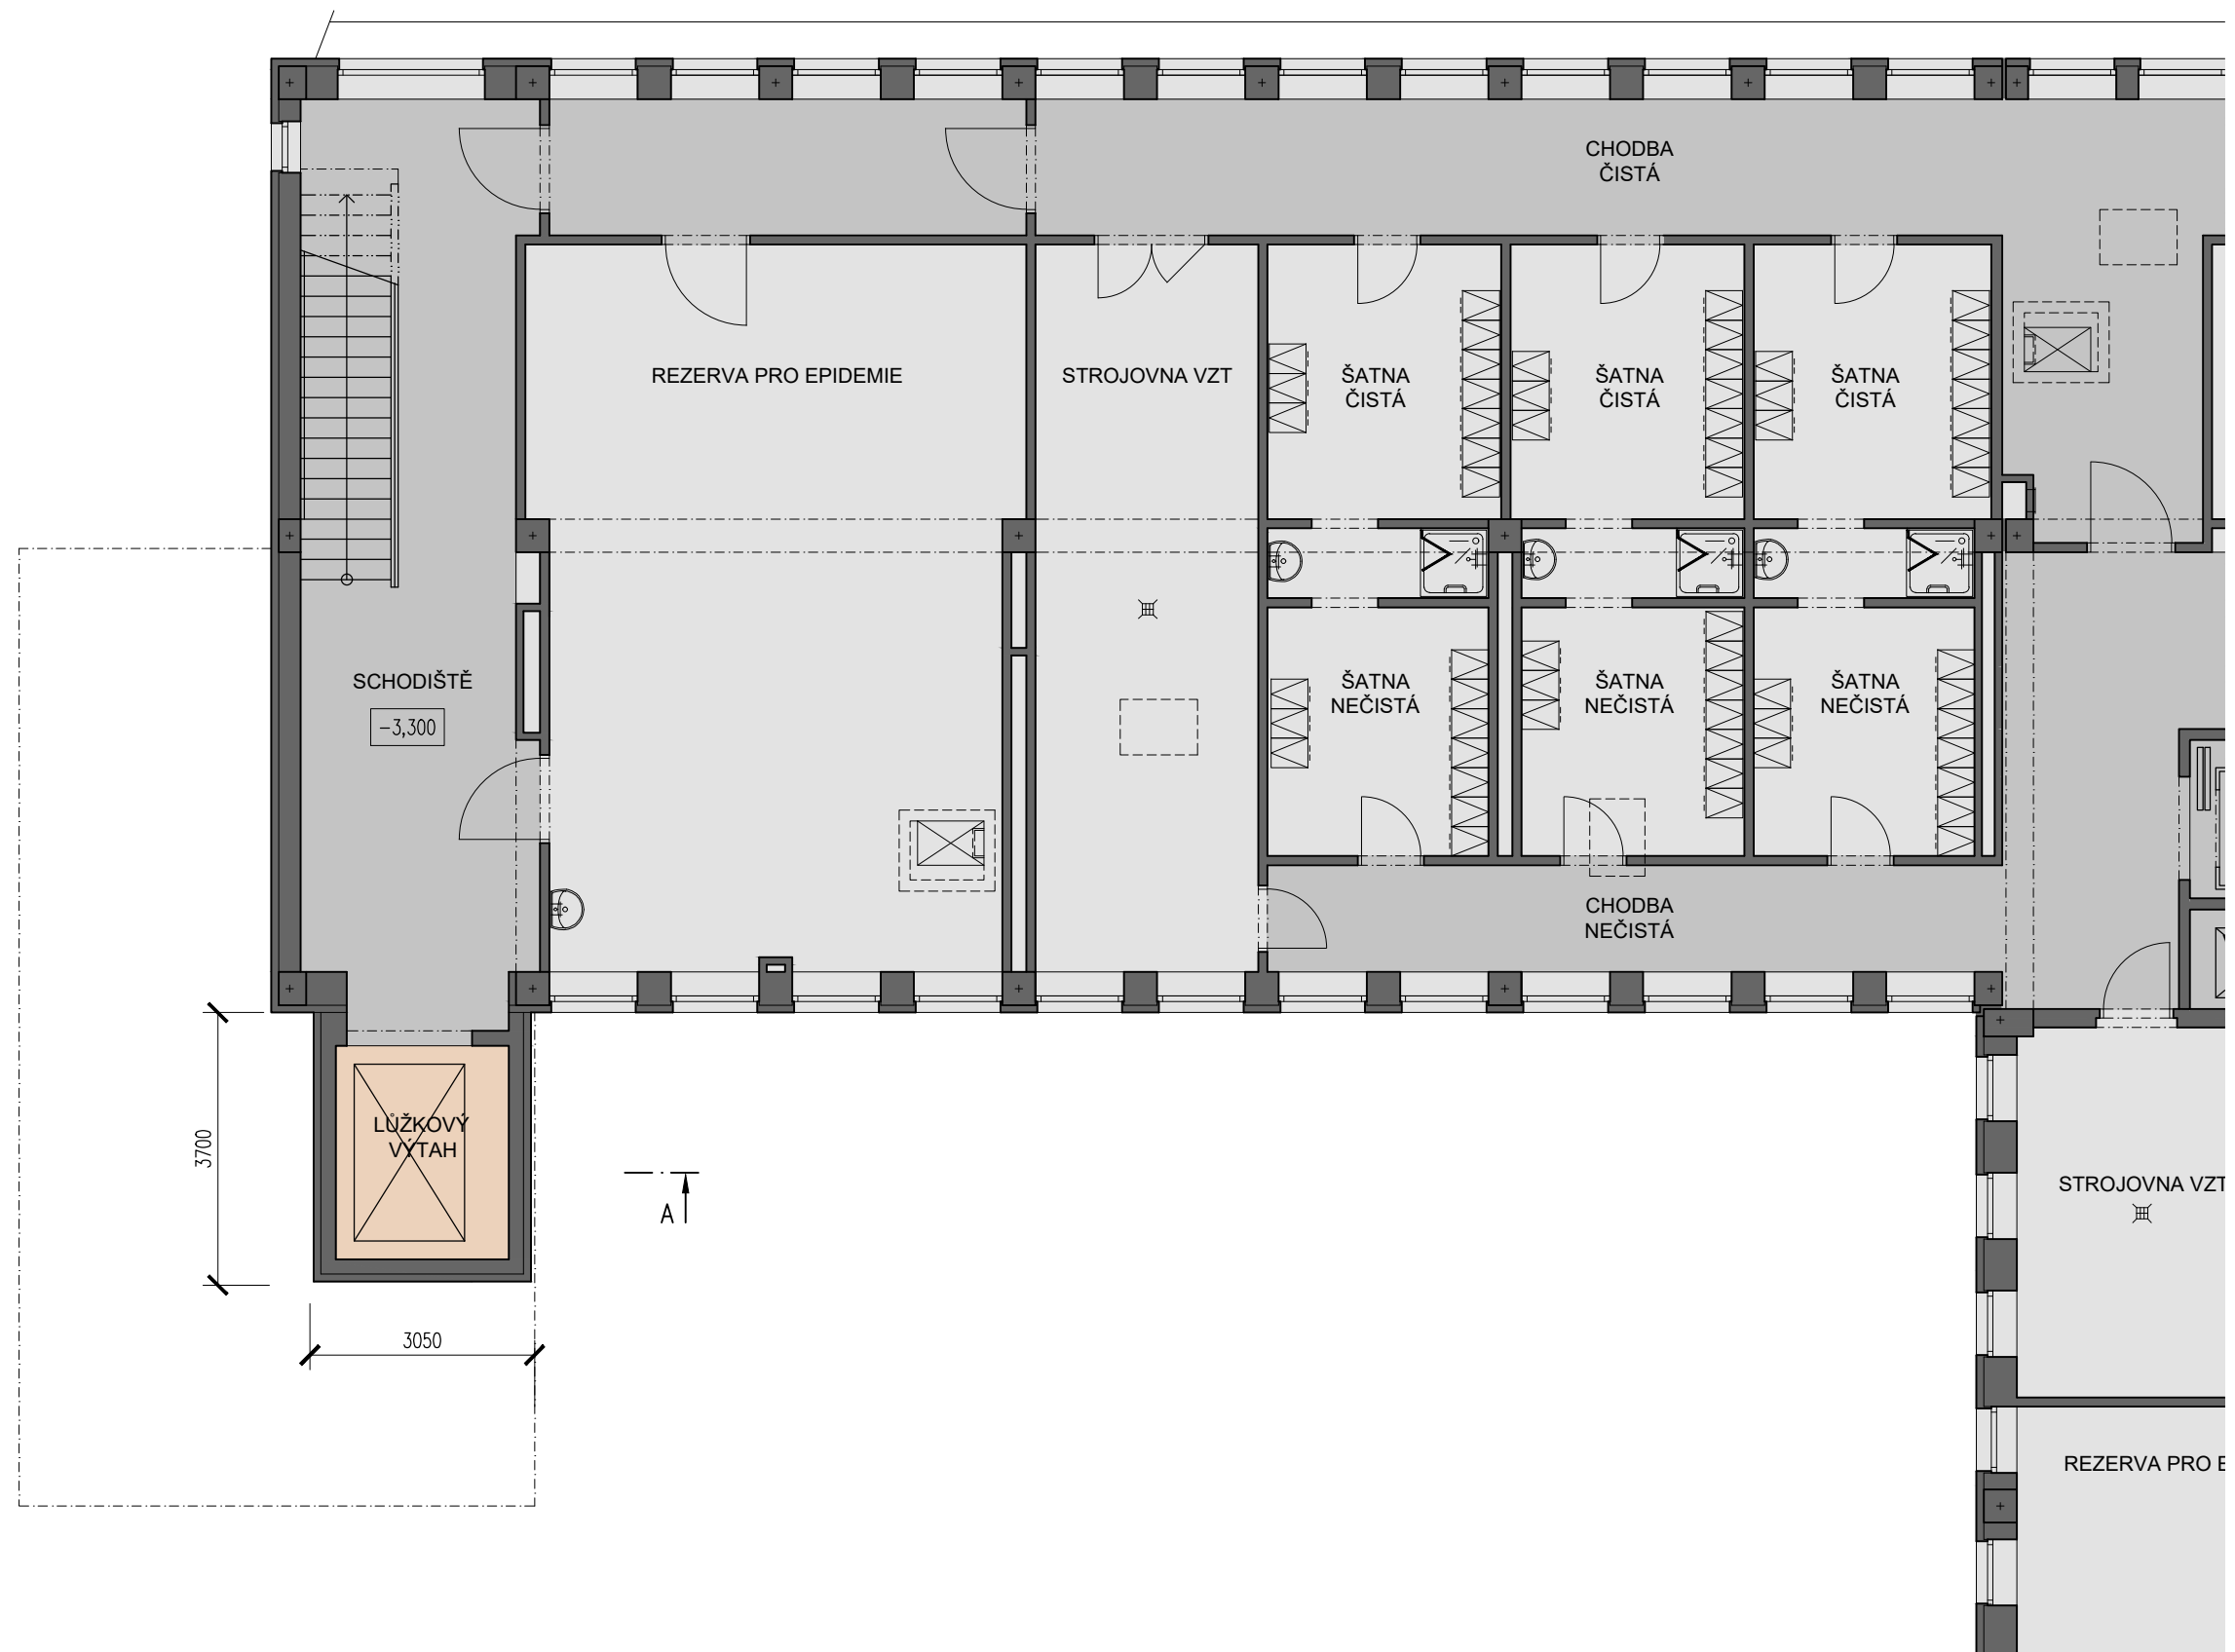 CHODBA
ČISTÁ
REZERVA PRO EPIDEMIE
STROJOVNA VZT
ŠATNA
ČISTÁ
ŠATNA
ČISTÁ
ŠATNA
ČISTÁ
SCHODIŠTĚ
-3,300
ŠATNA
NEČISTÁ
ŠATNA
NEČISTÁ
ŠATNA
NEČISTÁ
CHODBA
NEČISTÁ
LŮŽKOVÝ
VÝTAH
3700
A
3050
STROJOVNA VZT
REZERVA PRO E